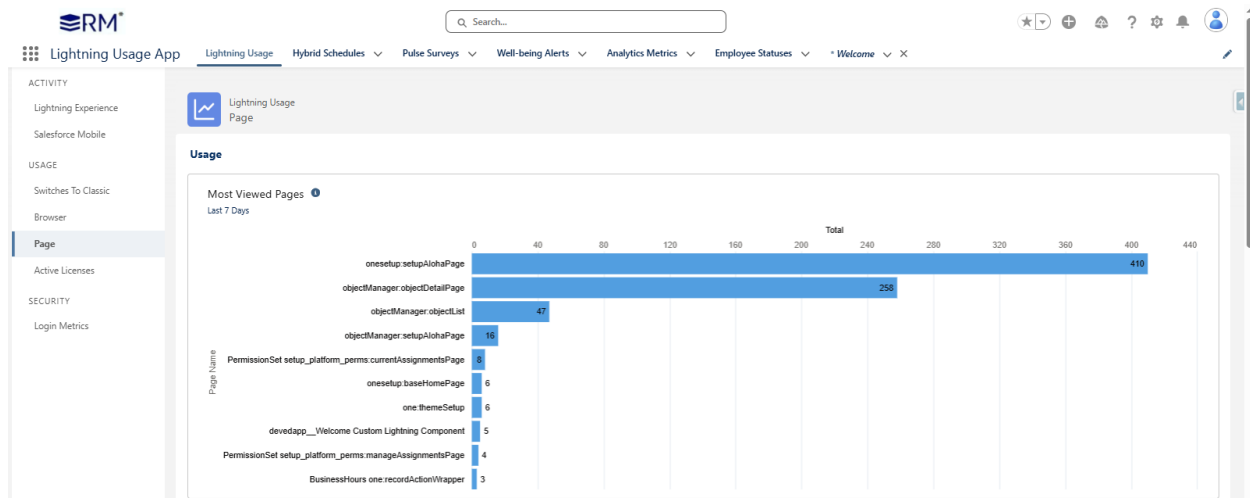 RM
Search...
Lightning Usage App
Lightning Usage
Hybrid Schedules
Pulse Surveys
Well-being Alerts
Analytics Metrics
Employee Statuses
* Welcome
ACTIVITY
Lightning Experience
Salesforce Mobile
USAGE
Switches To Classic
Browser
Page
Active Licenses
SECURITY
Login Metrics
Lightning Usage
Page
Usage
Most Viewed Pages
Last 7 Days
Total
0 40 80 120 160 200 240 280 320 360 400 440
Page Name
onesetup:setupAlohaPage 410
objectManager:objectDetailPage 258
objectManager:objectList 47
objectManager:setupAlohaPage 16
PermissionSet setup_platform_perms:currentAssignmentsPage 8
onesetup:baseHomePage 6
one:themeSetup 6
devedapp__Welcome Custom Lightning Component 5
PermissionSet setup_platform_perms:manageAssignmentsPage 4
BusinessHours one:recordActionWrapper 3